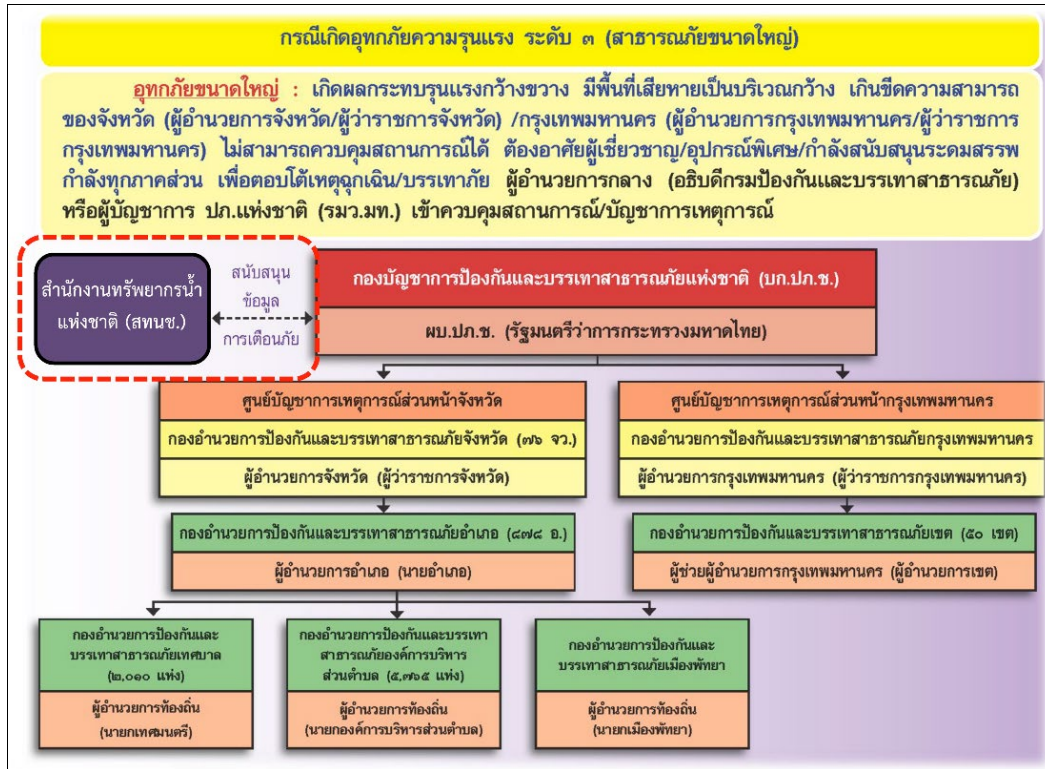 กรณีเกิดอุทกภัยความรุนแรง ระดับ ๓ (สาธารณภัยขนาดใหญ่)
อุทกภัยขนาดใหญ่ : เกิดผลกระทบรุนแรงกว้างขวาง มีพื้นที่เสียหายเป็นบริเวณกว้าง เกินขีดความสามารถ
ของจังหวัด (ผู้อำนวยการจังหวัด/ผู้ว่าราชการจังหวัด) /กรุงเทพมหานคร (ผู้อำนวยการกรุงเทพมหานคร/ผู้ว่าราชการ
กรุงเทพมหานคร) ไม่สามารถควบคุมสถานการณ์ได้ ต้องอาศัยผู้เชี่ยวชาญ/อุปกรณ์พิเศษ/กำลังสนับสนุนระดมสรรพ
กำลังทุกภาคส่วน เพื่อตอบโต้เหตุฉุกเฉิน/บรรเทาภัย ผู้อำนวยการกลาง (อธิบดีกรมป้องกันและบรรเทาสาธารณภัย)
หรือผู้บัญชาการ ปภ.แห่งชาติ (รมว.มท.) เข้าควบคุมสถานการณ์/บัญชาการเหตุการณ์
สำนักงานทรัพยากรน้ำ
แห่งชาติ (สทนช.)
สนับสนุน
ข้อมูล
การเตือนภัย
กองบัญชาการป้องกันและบรรเทาสาธารณภัยแห่งชาติ (บก.ปภ.ช.)
ผบ.ปภ.ช. (รัฐมนตรีว่าการกระทรวงมหาดไทย)
ศูนย์บัญชาการเหตุการณ์ส่วนหน้าจังหวัด
กองอำนวยการป้องกันและบรรเทาสาธารณภัยจังหวัด (๗๖ จว.)
ผู้อำนวยการจังหวัด (ผู้ว่าราชการจังหวัด)
ศูนย์บัญชาการเหตุการณ์ส่วนหน้ากรุงเทพมหานคร
กองอำนวยการป้องกันและบรรเทาสาธารณภัยกรุงเทพมหานคร
ผู้อำนวยการกรุงเทพมหานคร (ผู้ว่าราชการกรุงเทพมหานคร)
กองอำนวยการป้องกันและบรรเทาสาธารณภัยอำเภอ (๘๗๘ อ.)
ผู้อำนวยการอำเภอ (นายอำเภอ)
กองอำนวยการป้องกันและบรรเทาสาธารณภัยเขต (๕๐ เขต)
ผู้ช่วยผู้อำนวยการกรุงเทพมหานคร (ผู้อำนวยการเขต)
กองอำนวยการป้องกันและ
บรรเทาสาธารณภัยเทศบาล
(๒,๐๑๐ แห่ง)
ผู้อำนวยการท้องถิ่น
(นายกเทศมนตรี)
กองอำนวยการป้องกันและบรรเทา
สาธารณภัยองค์การบริหาร
ส่วนตำบล (๕,๗๖๕ แห่ง)
ผู้อำนวยการท้องถิ่น
(นายกองค์การบริหารส่วนตำบล)
กองอำนวยการป้องกันและ
บรรเทาสาธารณภัยเมืองพัทยา
ผู้อำนวยการท้องถิ่น
(นายกเมืองพัทยา)